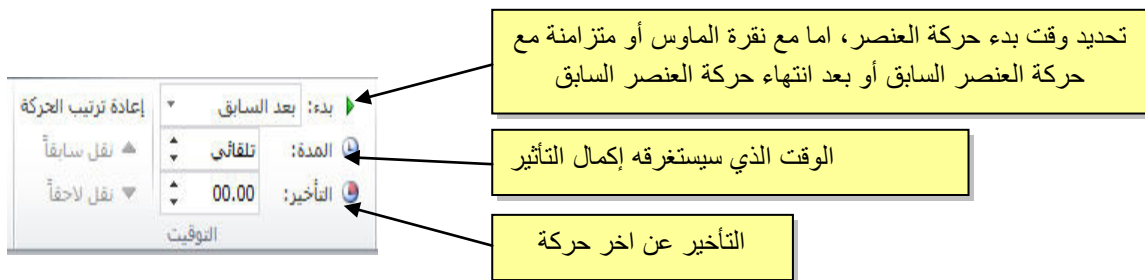 تحديد وقت بدء حركة العنصر، اما مع نقرة الماوس أو متزامنة مع
حركة العنصر السابق أو بعد انتهاء حركة العنصر السابق
بدء: بعد السابق
إعادة ترتيب الحركة
المدة: تلقائي
نقل سابقاً
التأخير: 00.00
نقل لاحقاً
التوقيت
الوقت الذي سيستغرقه إكمال التأثير
التأخير عن اخر حركة